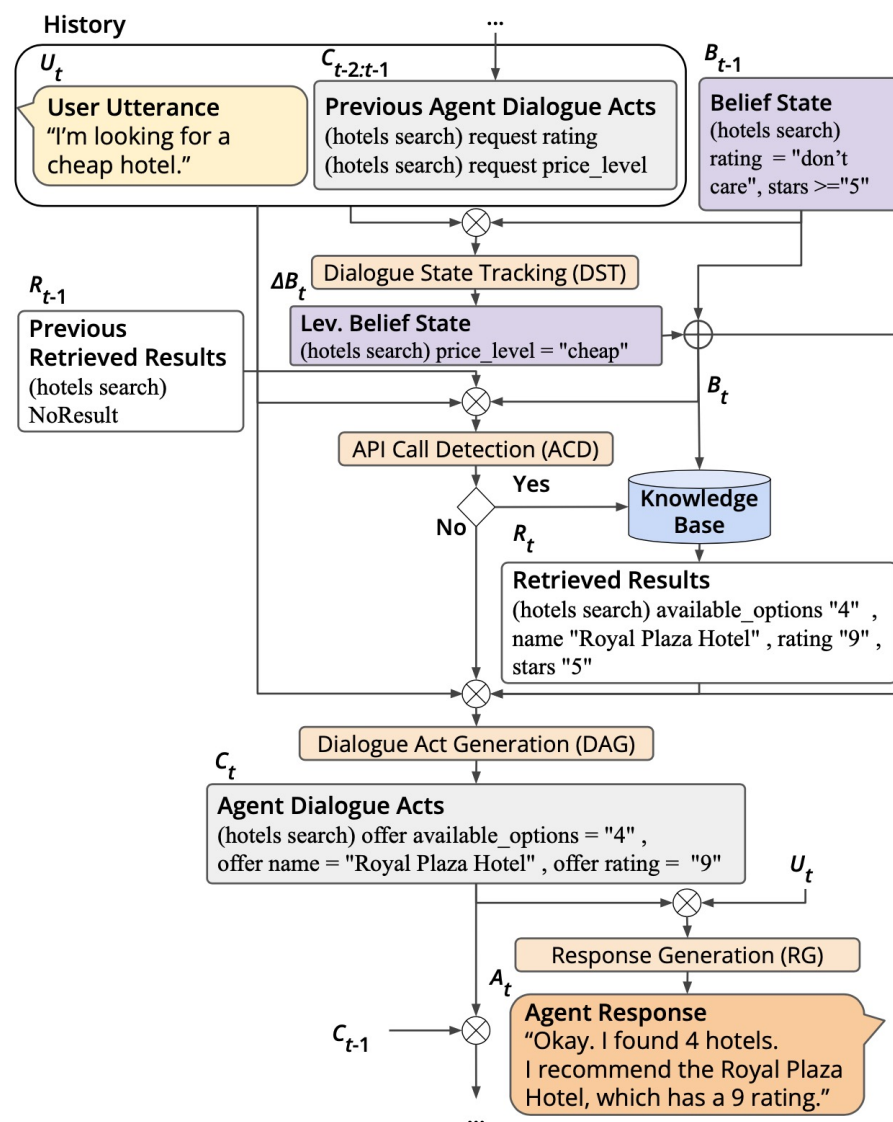 History
...
U_t
User Utterance
“I’m looking for a
cheap hotel.”
C_t-2:t-1
Previous Agent Dialogue Acts
(hotels search) request rating
(hotels search) request price_level
B_t-1
Belief State
(hotels search)
rating = "don’t
care", stars >="5"
Dialogue State Tracking (DST)
ΔB_t
Lev. Belief State
(hotels search) price_level = "cheap"
R_t-1
Previous
Retrieved Results
(hotels search)
NoResult
B_t
API Call Detection (ACD)
Yes
No
Knowledge
Base
R_t
Retrieved Results
(hotels search) available_options "4" ,
name "Royal Plaza Hotel" , rating "9" ,
stars "5"
Dialogue Act Generation (DAG)
C_t
Agent Dialogue Acts
(hotels search) offer available_options = "4" ,
offer name = "Royal Plaza Hotel" , offer rating = "9"
U_t
Response Generation (RG)
A_t
Agent Response
“Okay. I found 4 hotels.
I recommend the Royal Plaza
Hotel, which has a 9 rating.”
C_t-1
...